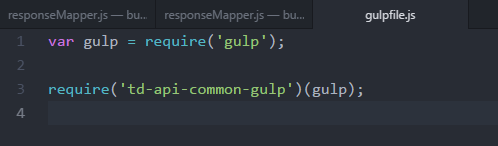 responseMapper.js — bu...
responseMapper.js — bu...
gulpfile.js
1 var gulp = require('gulp');
2
3 require('td-api-common-gulp')(gulp);
4